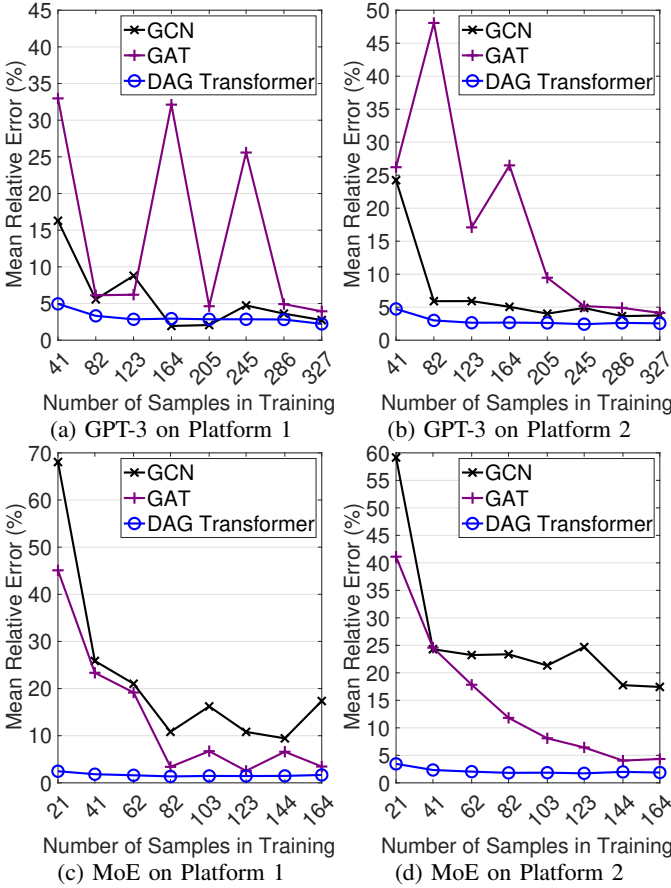 45
40
35
30
25
20
15
10
5
0
Mean Relative Error (%)
GCN
GAT
DAG Transformer
41 82 123 164 205 245 286 327
Number of Samples in Training
(a) GPT-3 on Platform 1
50
45
40
35
30
25
20
15
10
5
0
Mean Relative Error (%)
GCN
GAT
DAG Transformer
41 82 123 164 205 245 286 327
Number of Samples in Training
(b) GPT-3 on Platform 2
70
60
50
40
30
20
10
0
Mean Relative Error (%)
GCN
GAT
DAG Transformer
21 41 62 82 103 123 144 164
Number of Samples in Training
(c) MoE on Platform 1
60
55
50
45
40
35
30
25
20
15
10
5
0
Mean Relative Error (%)
GCN
GAT
DAG Transformer
21 41 62 82 103 123 144 164
Number of Samples in Training
(d) MoE on Platform 2